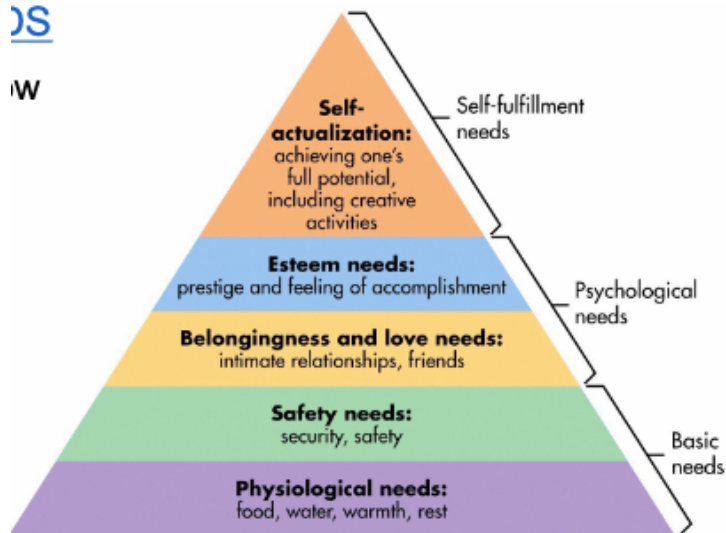 Self-
actualization:
achieving one's
full potential,
including creative
activities
Self-fulfillment
needs
Esteem needs:
prestige and feeling of accomplishment
Psychological
needs
Belongingness and love needs:
intimate relationships, friends
Safety needs:
security, safety
Basic
needs
Physiological needs:
food, water, warmth, rest